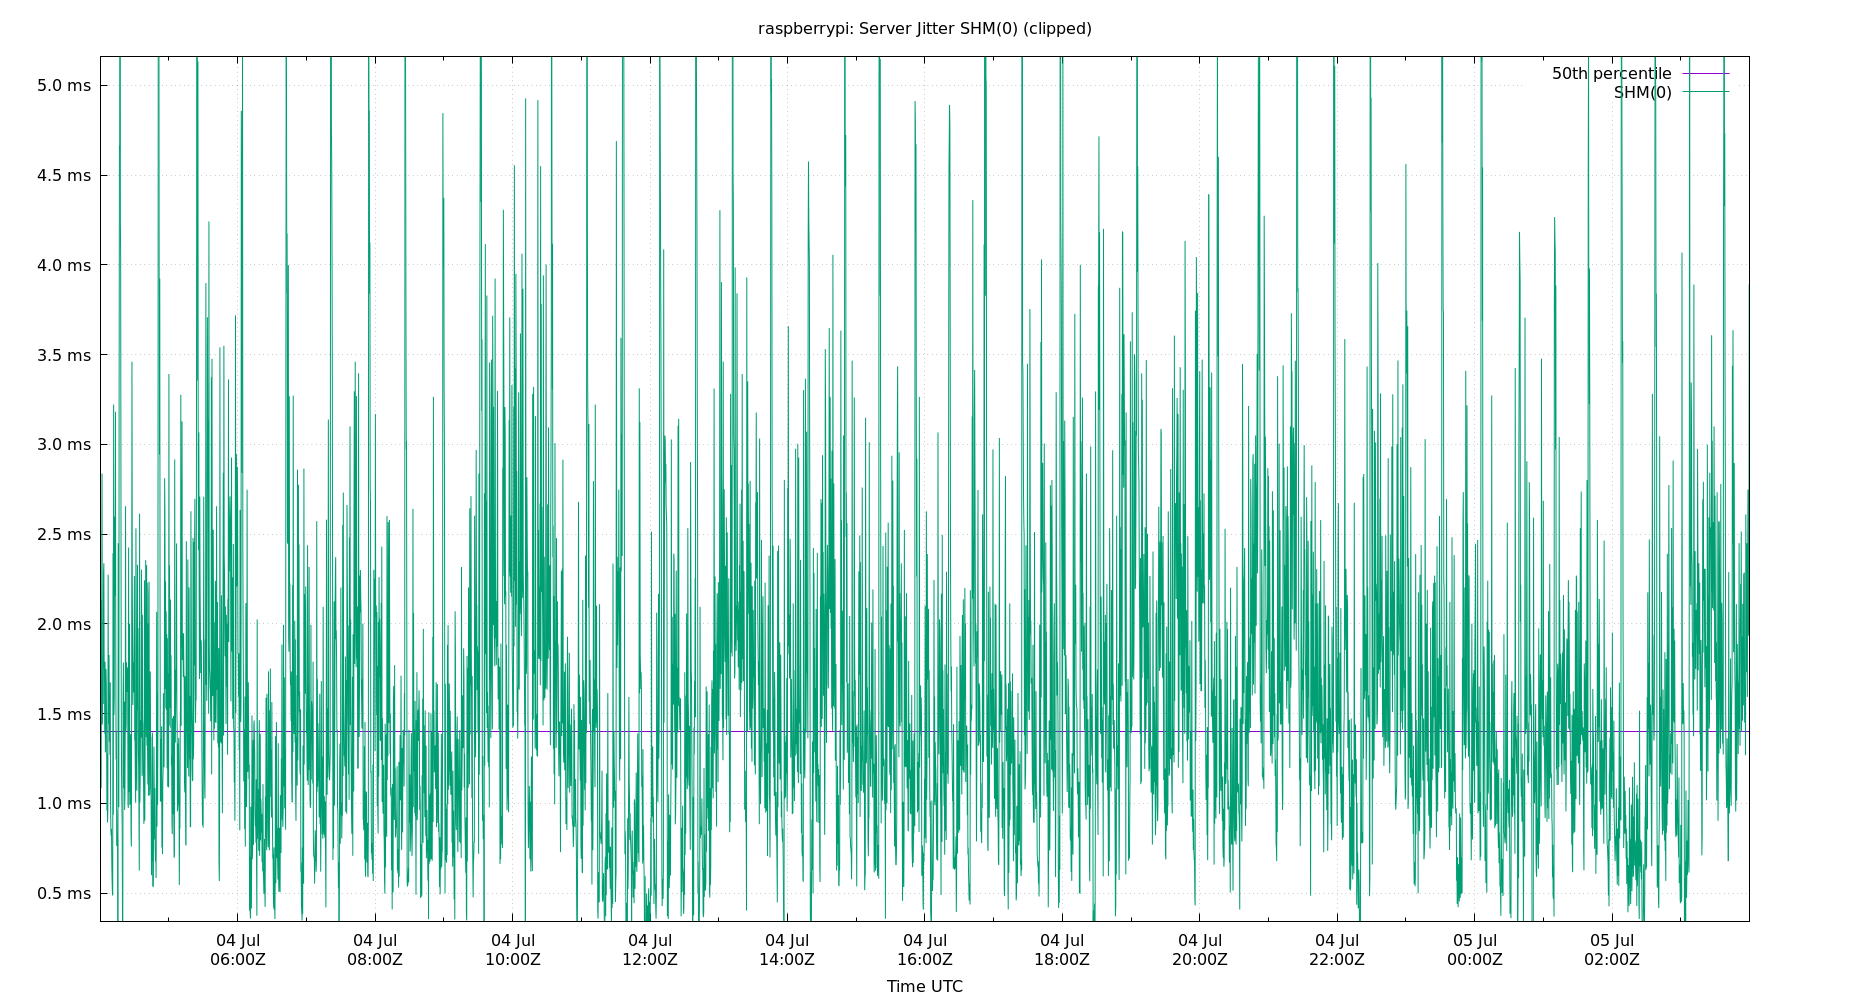 raspberrypi: Server Jitter SHM(0) (clipped)
50th percentile
SHM(0)
5.0 ms
4.5 ms
4.0 ms
3.5 ms
3.0 ms
2.5 ms
2.0 ms
1.5 ms
1.0 ms
0.5 ms
04 Jul 04 Jul 04 Jul 04 Jul 04 Jul 04 Jul 04 Jul 04 Jul 04 Jul 05 Jul 05 Jul
06:00Z 08:00Z 10:00Z 12:00Z 14:00Z 16:00Z 18:00Z 20:00Z 22:00Z 00:00Z 02:00Z
Time UTC